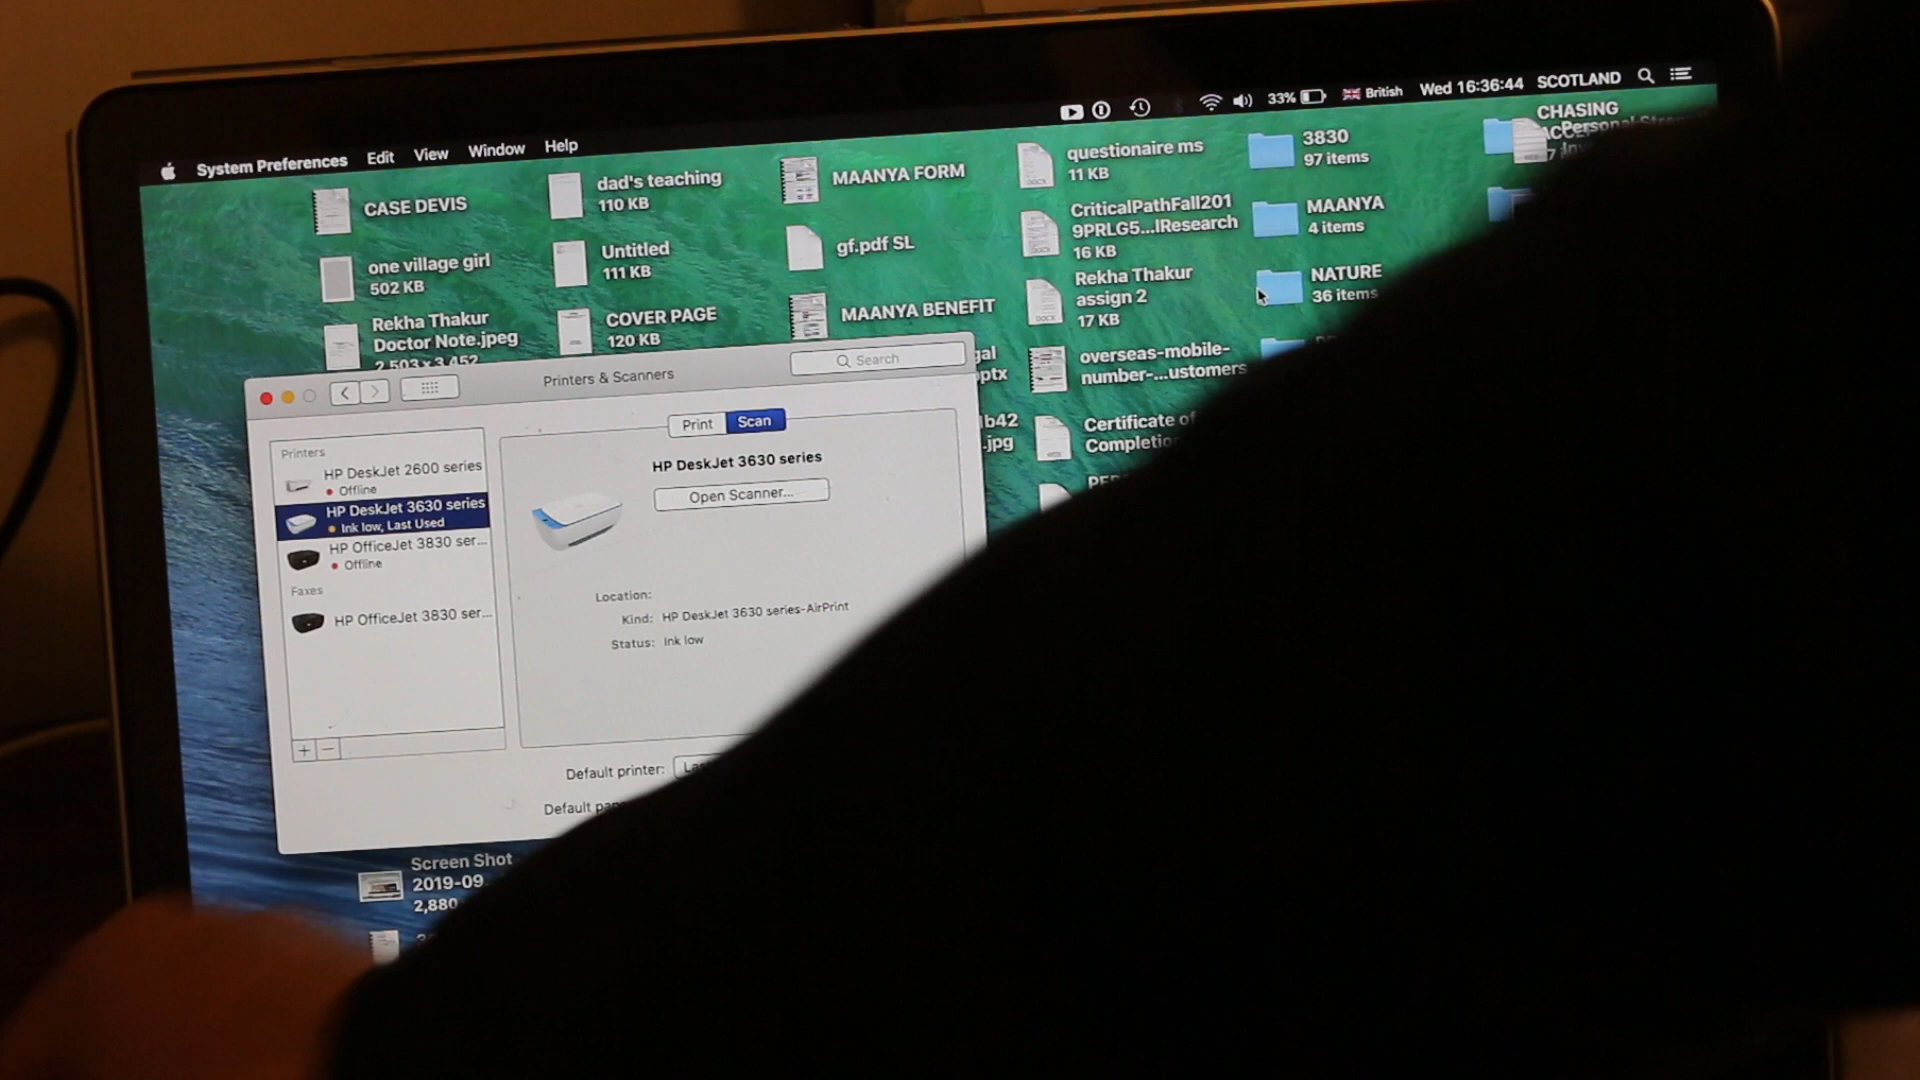 System Preferences Edit View Window Help
33% British Wed 16:36:44 SCOTLAND
CASE DEVIS
one village girl
502 KB
Rekha Thakur
Doctor Note.jpeg
2,503 x 3,452
dad's teaching
110 KB
Untitled
111 KB
COVER PAGE
120 KB
MAANYA FORM
gf.pdf SL
MAANYA BENEFIT
questionaire ms
11 KB
CriticalPathFall201
9PRLG5...lResearch
16 KB
Rekha Thakur
assign 2
17 KB
overseas-mobile-
number-...ustomers
Certificate of
3830
97 items
MAANYA
4 items
NATURE
36 items
CHASING
Personal
Printers & Scanners
Search
Print Scan
Printers
HP DeskJet 2600 series
Offline
HP DeskJet 3630 series
Ink low, Last Used
HP OfficeJet 3830 ser...
Offline
Faxes
HP OfficeJet 3830 ser...
+ −
HP DeskJet 3630 series
Open Scanner...
Location:
Kind: HP DeskJet 3630 series-AirPrint
Status: Ink low
Default printer:
Default
Screen Shot
2019-09
2,880